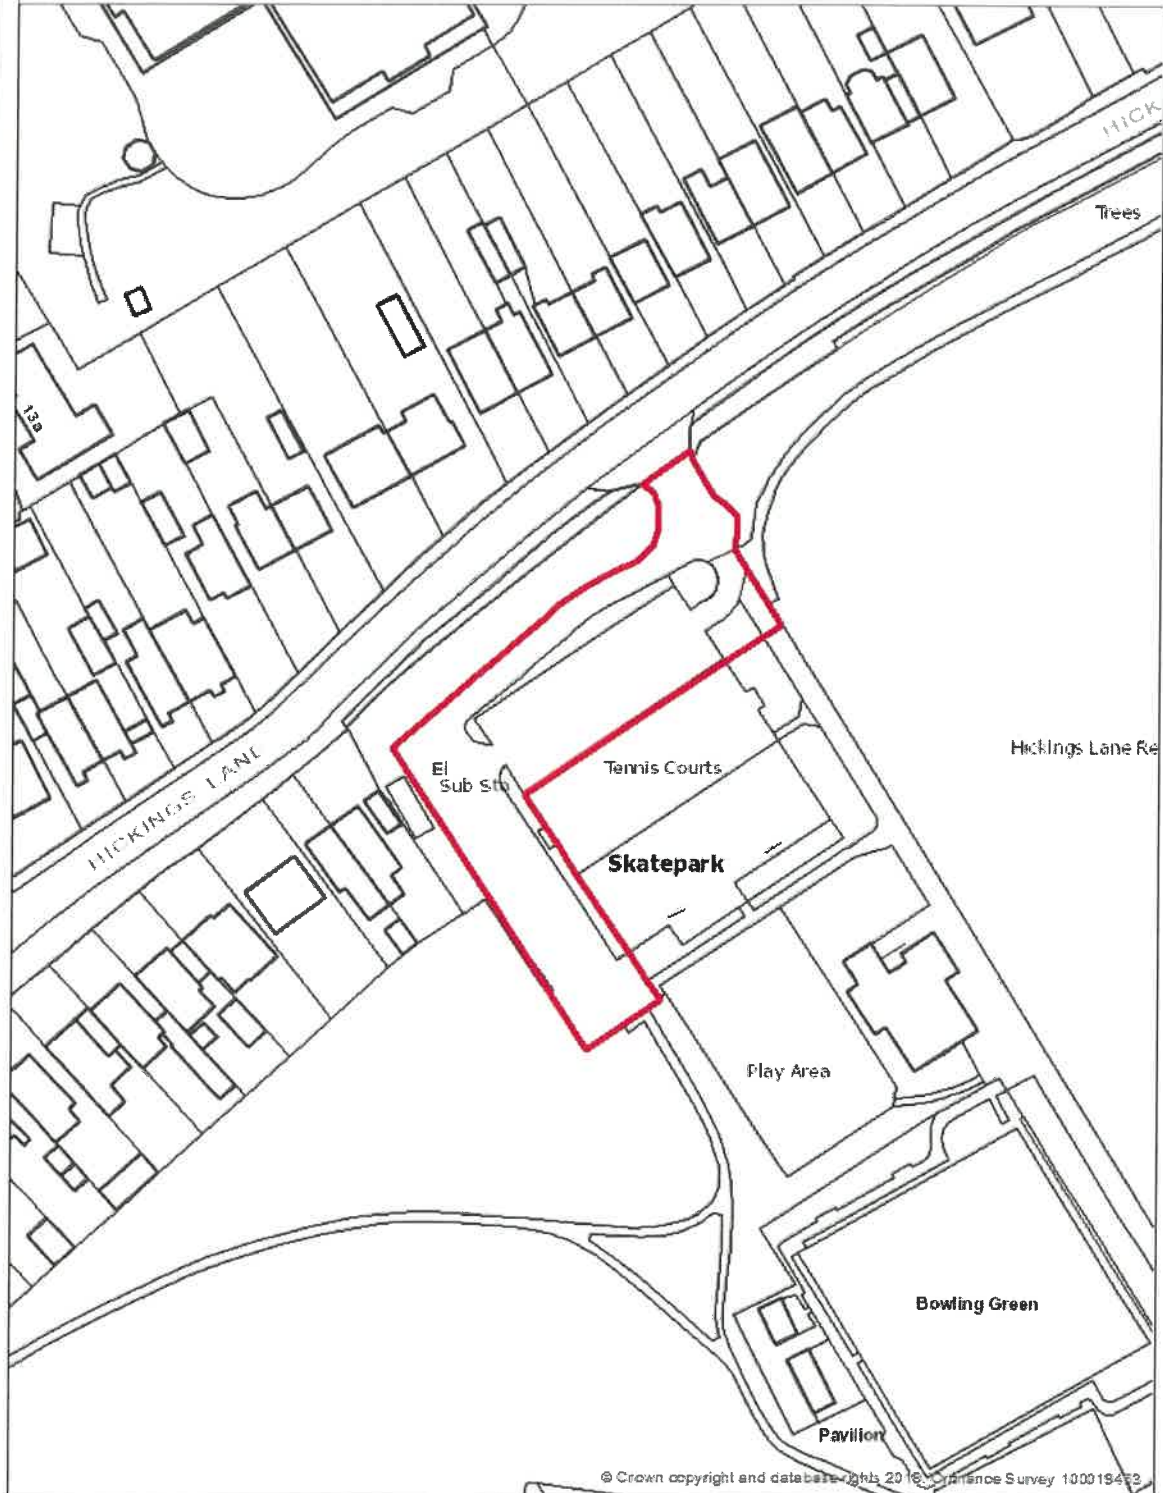 HICK
Trees
13a
Hickings Lane Re
El
Sub Sta
Tennis Courts
HICKINGS LANE
Skatepark
Play Area
Bowling Green
Pavilion
© Crown copyright and database rights 2018. Ordnance Survey